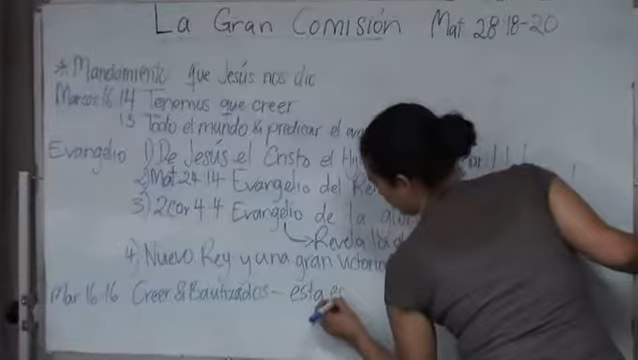 La Gran Comisión Mat 28 18-20
*Mandamiento que Jesús nos dio
Marcos 16 14 Tenemos que creer
15 Todo el mundo & predicar el
Evangelio 1) De Jesús el Cristo el
2) Mat 24 14 Evangelio del
3) 2 cor 4 4 Evangelio de la
Revela
4) Nuevo Rey y una gran victoria
Mar 16-16 Creer & Bautizados - esta es